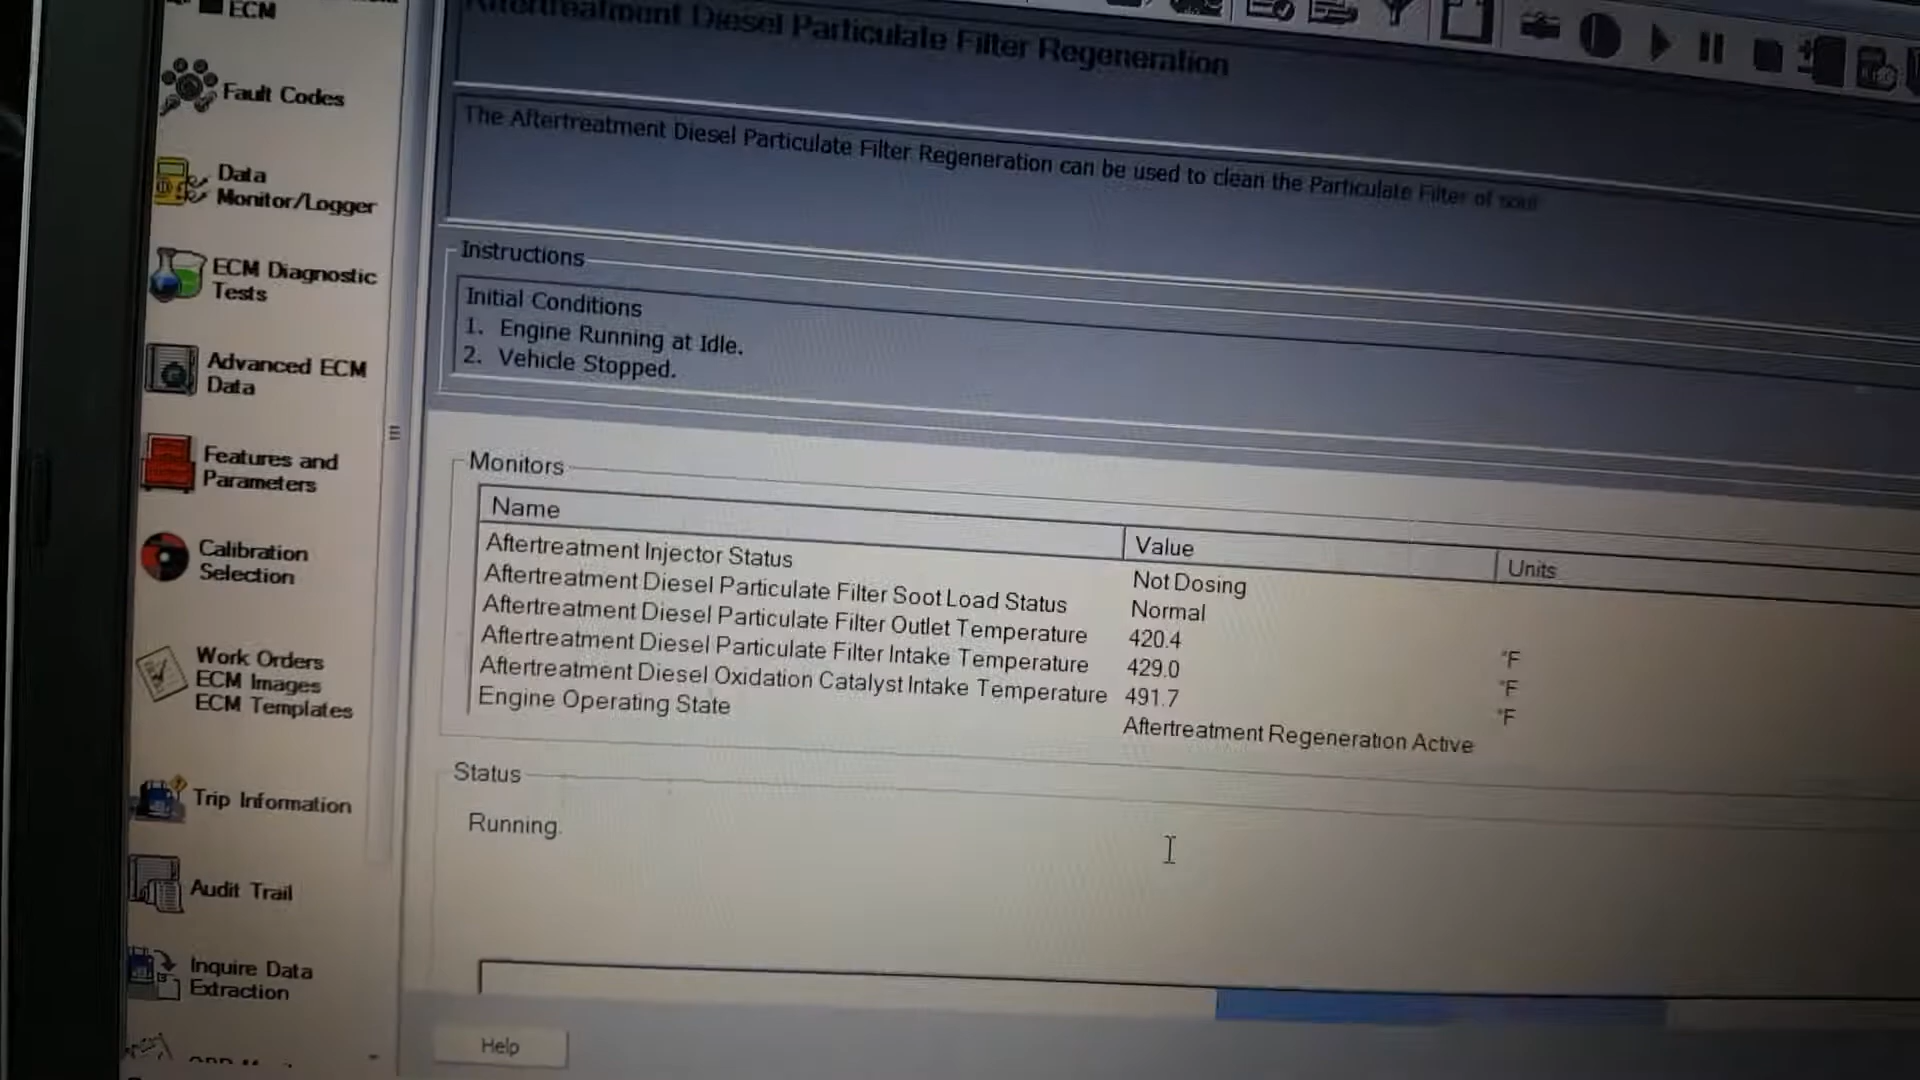 ECM
Fault Codes
Data
Monitor/Logger
ECM Diagnostic
Tests
Advanced ECM
Data
Features and
Parameters
Calibration
Selection
Work Orders
ECM Images
ECM Templates
Trip Information
Audit Trail
Inquire Data
Extraction
Aftertreatment Diesel Particulate Filter Regeneration
The Aftertreatment Diesel Particulate Filter Regeneration can be used to clean the Particulate Filter of
Instructions
Initial Conditions
1. Engine Running at Idle.
2. Vehicle Stopped.
Monitors
Name Value Units
Aftertreatment Injector Status Not Dosing
Aftertreatment Diesel Particulate Filter Soot Load Status Normal
Aftertreatment Diesel Particulate Filter Outlet Temperature 420.4 °F
Aftertreatment Diesel Particulate Filter Intake Temperature 429.0 °F
Aftertreatment Diesel Oxidation Catalyst Intake Temperature 491.7 °F
Engine Operating State Aftertreatment Regeneration Active
Status
Running.
Help